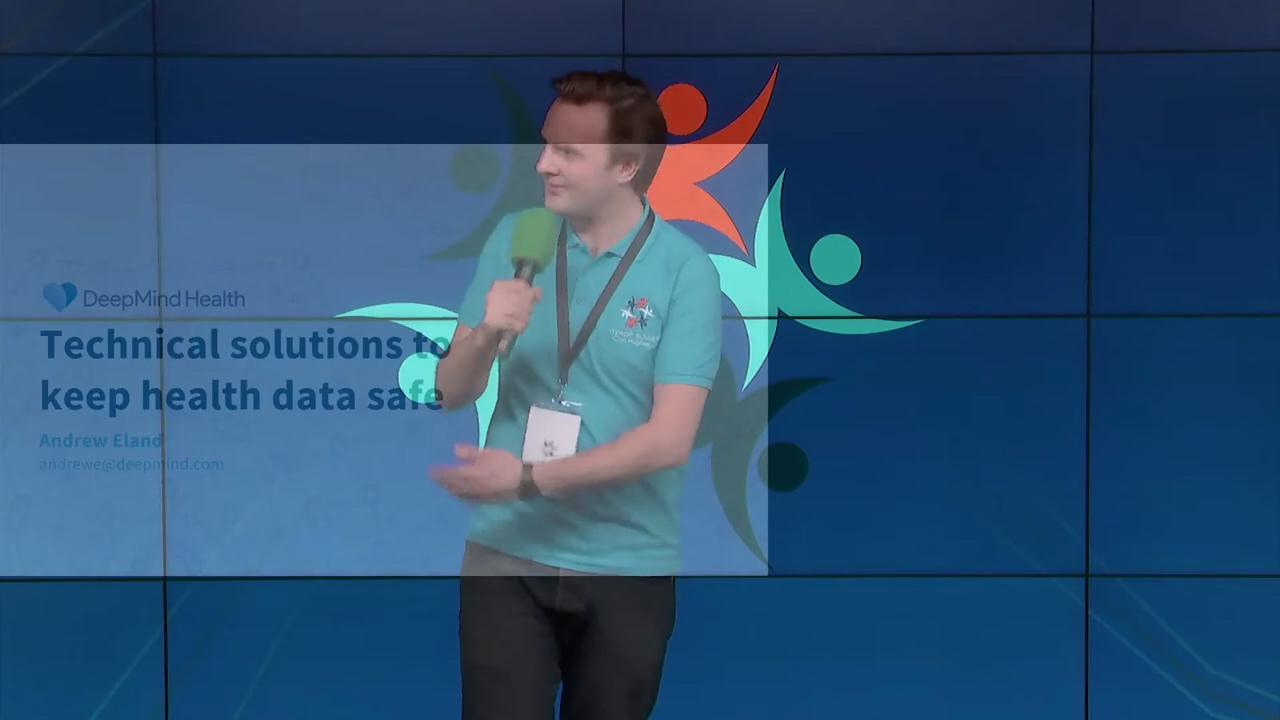 DeepMind Health
Technical solutions to
keep health data safe
Andrew Eland
andrewe@deepmind.com